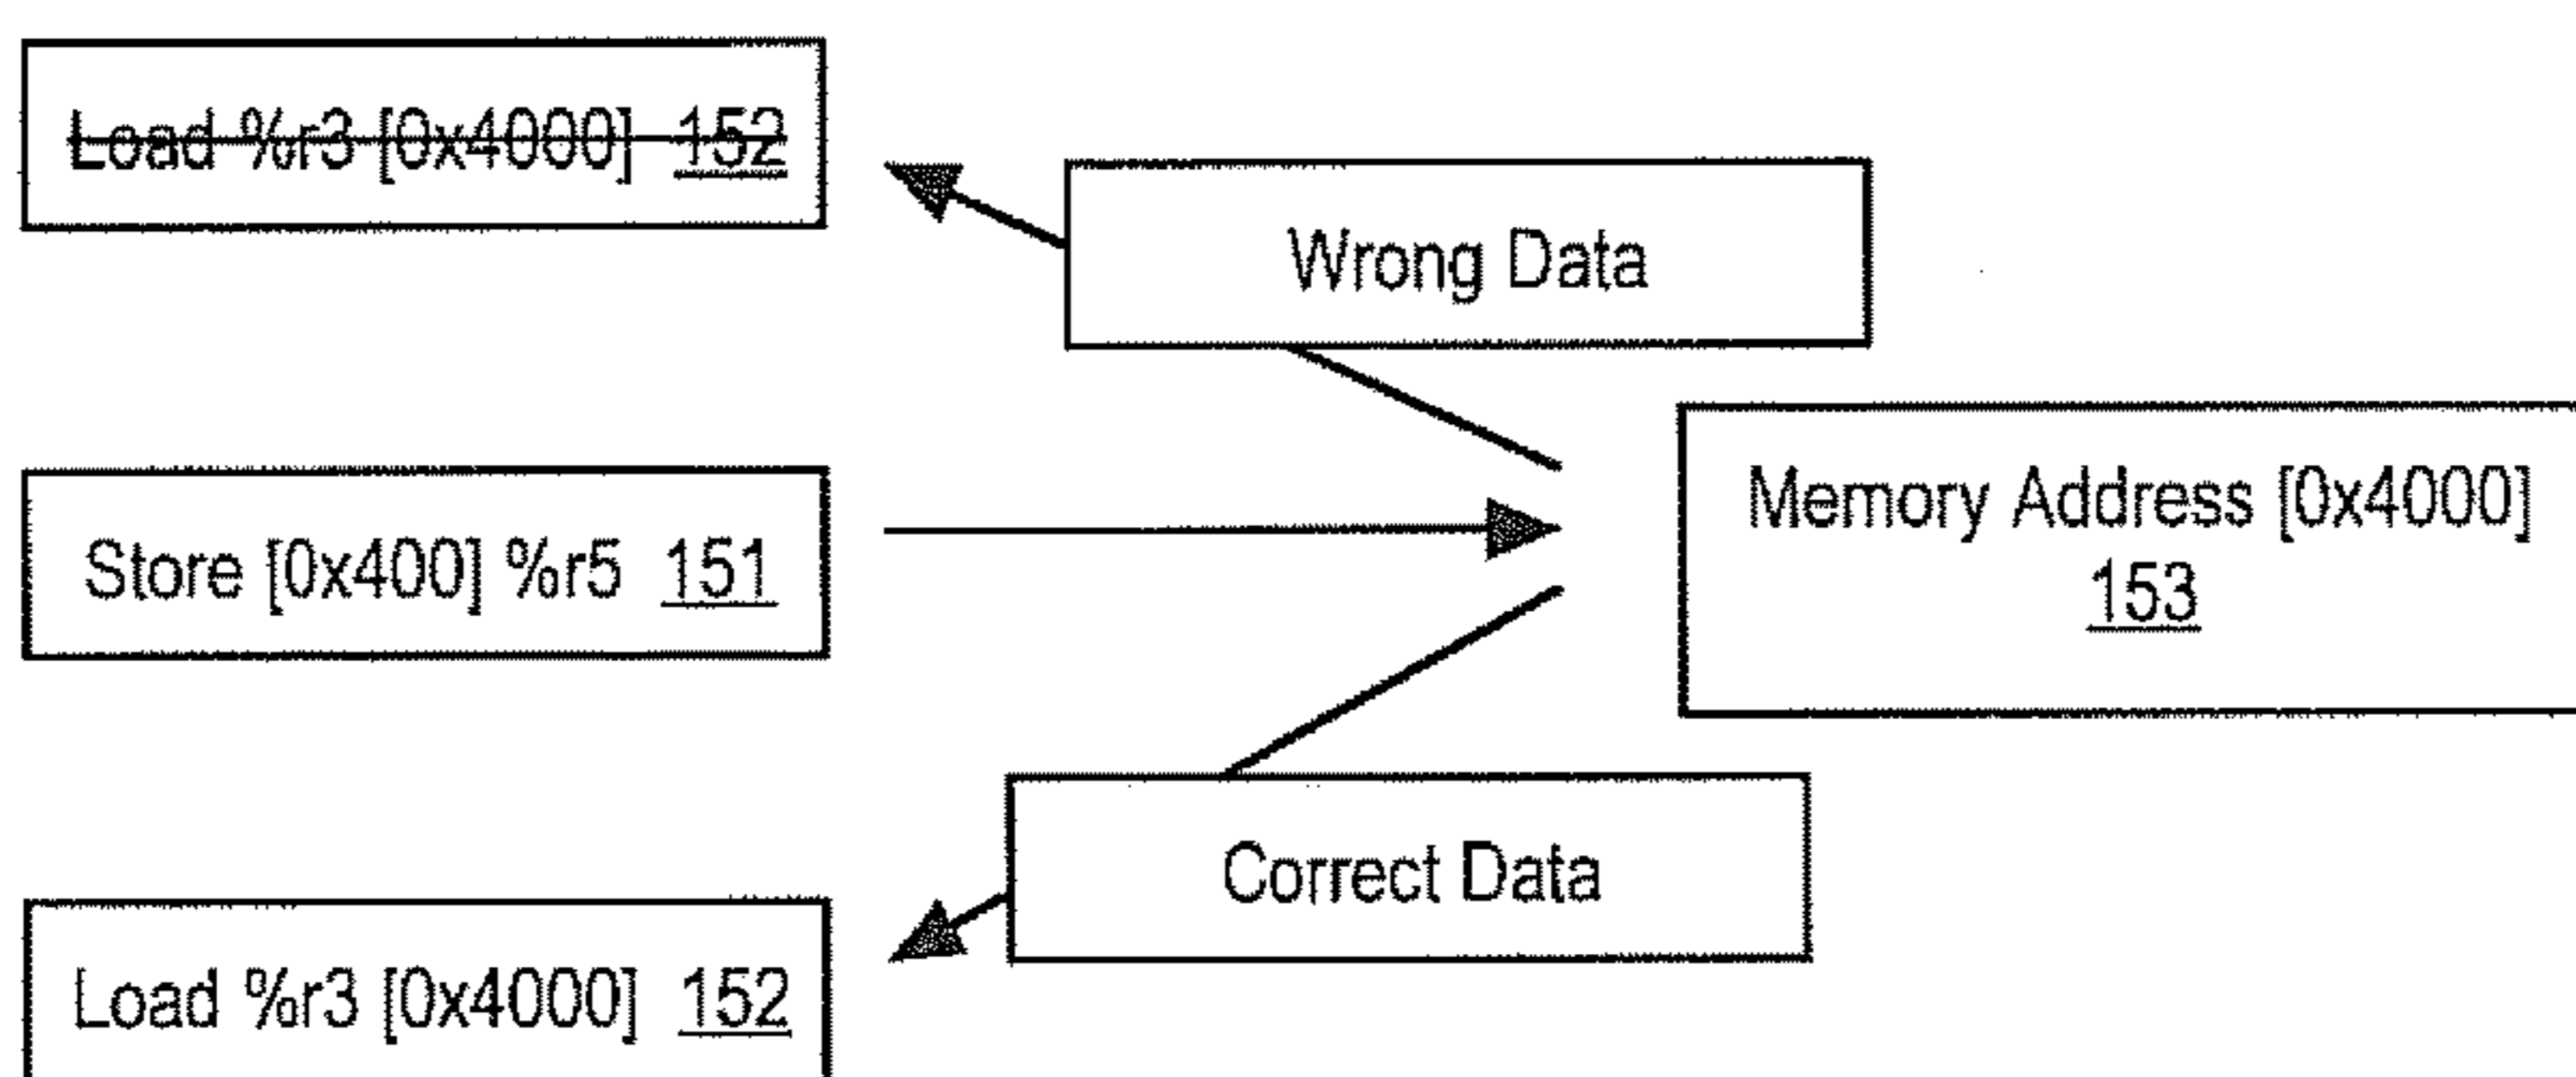 Load %r3 [0x4000] 152
Wrong Data
Store [0x400] %r5 151
Memory Address [0x4000]
153
Correct Data
Load %r3 [0x4000] 152